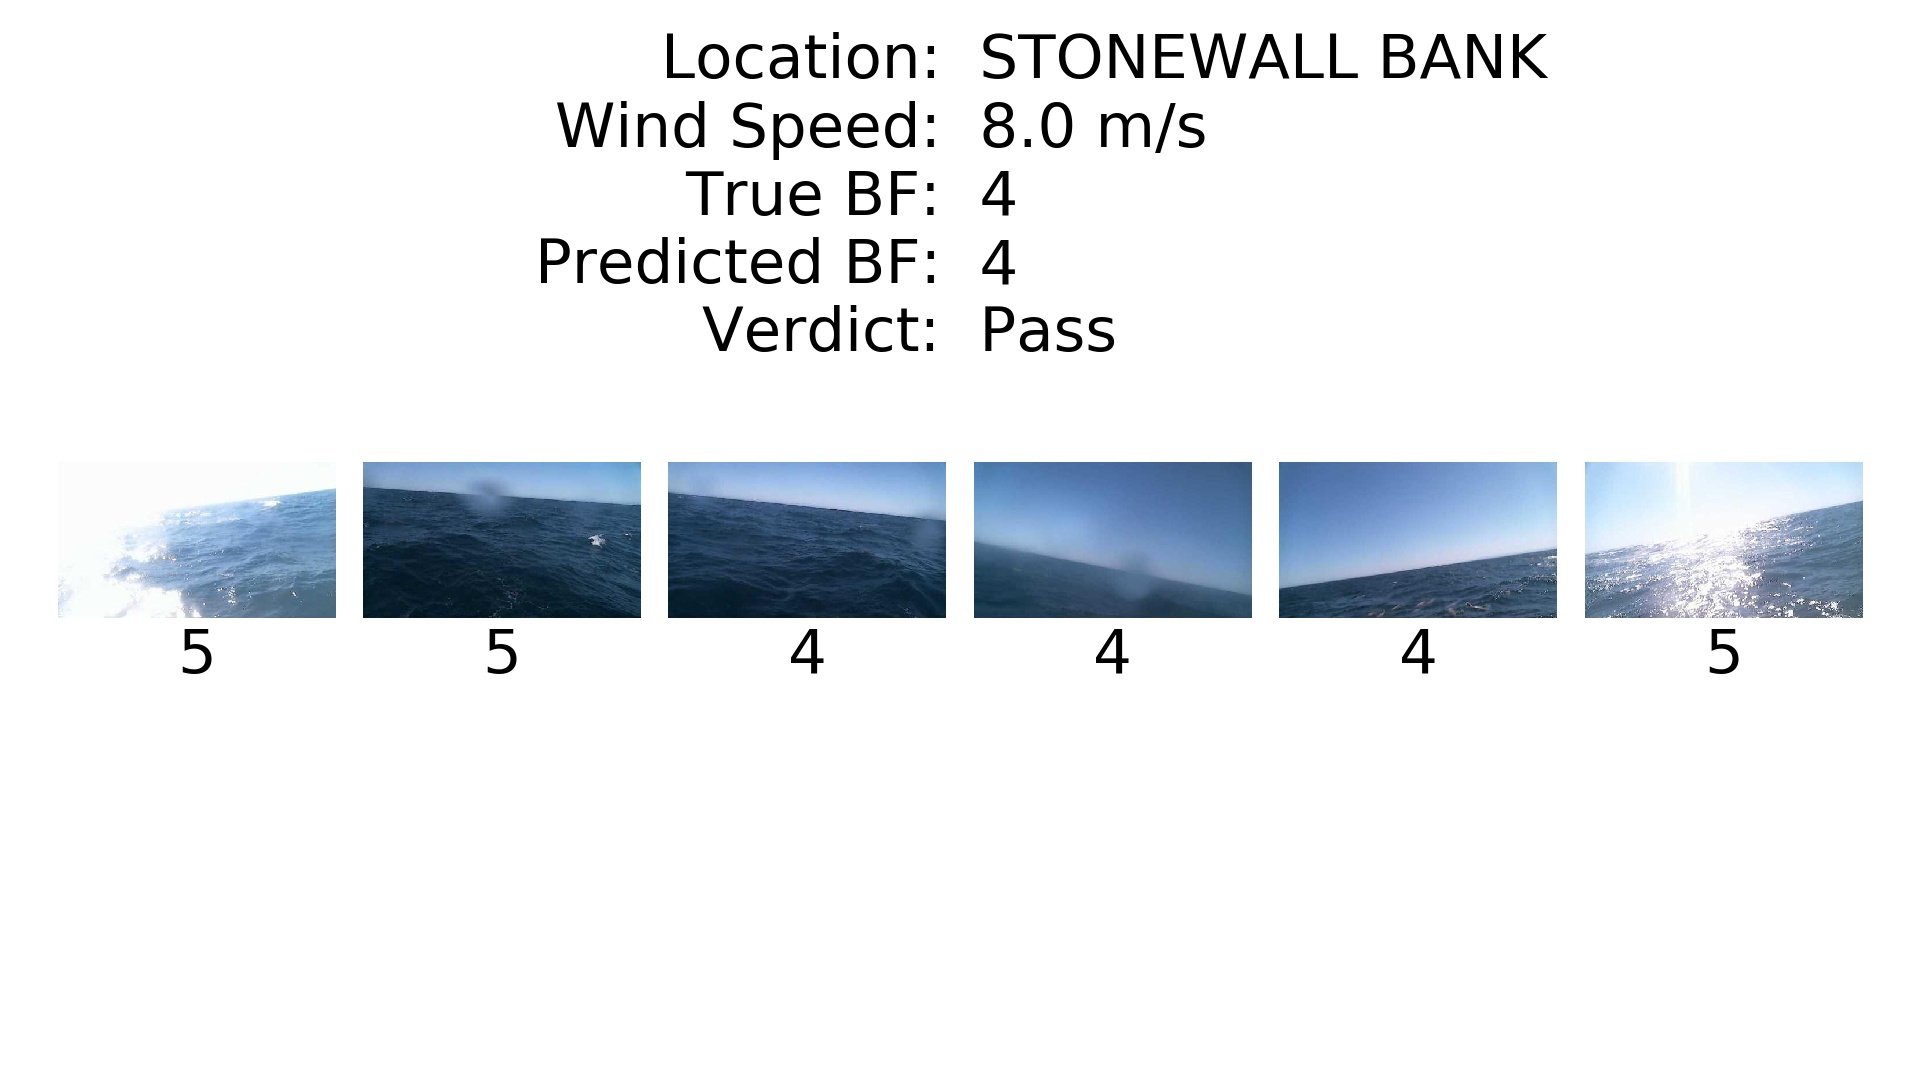 Location: STONEWALL BANK
Wind Speed: 8.0 m/s
True BF: 4
Predicted BF: 4
Verdict: Pass
5 5 4 4 4 5